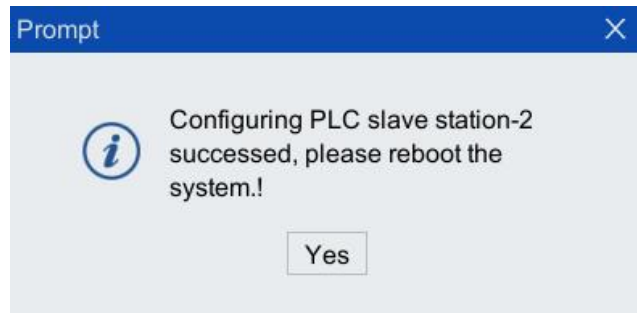 Prompt
Configuring PLC slave station-2
successed, please reboot the
system.!
Yes